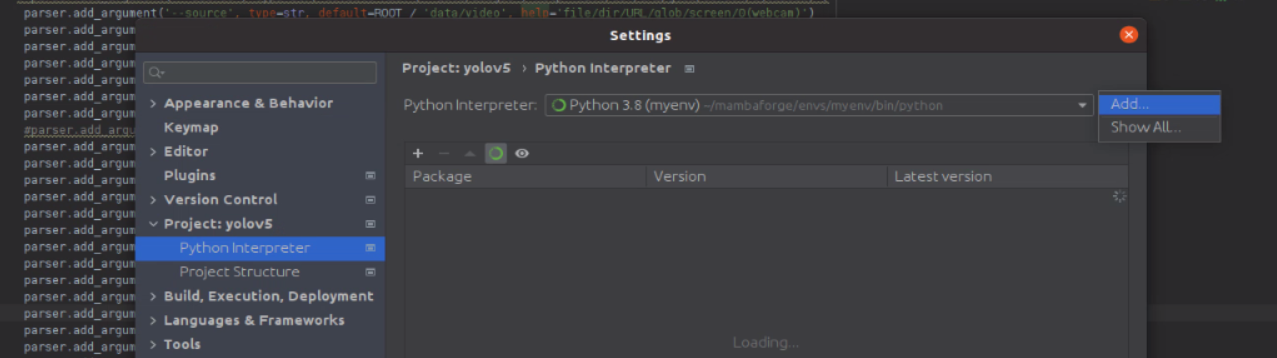 parser.add_argument('--source', type=str, default=ROOT / 'data/video', help='file/dir/URL/glob/screen/0(webcam)')
parser.add_argum
parser.add_argum
parser.add_argum
parser.add_argum
parser.add_argum
parser.add_argum
#parser.add_argu
parser.add_argum
parser.add_argum
parser.add_argum
parser.add_argum
parser.add_argum
parser.add_argum
parser.add_argum
parser.add_argum
parser.add_argum
parser.add_argum
parser.add_argum
parser.add_argum
parser.add_argum
Settings
Appearance & Behavior
Keymap
Editor
Plugins
Version Control
Project: yolov5
Python Interpreter
Project Structure
Build, Execution, Deployment
Languages & Frameworks
Tools
Project: yolov5 › Python Interpreter
Python Interpreter: Python 3.8 (myenv) ~/mambaforge/envs/myenv/bin/python
Add...
Show All...
Package Version Latest version
Loading...